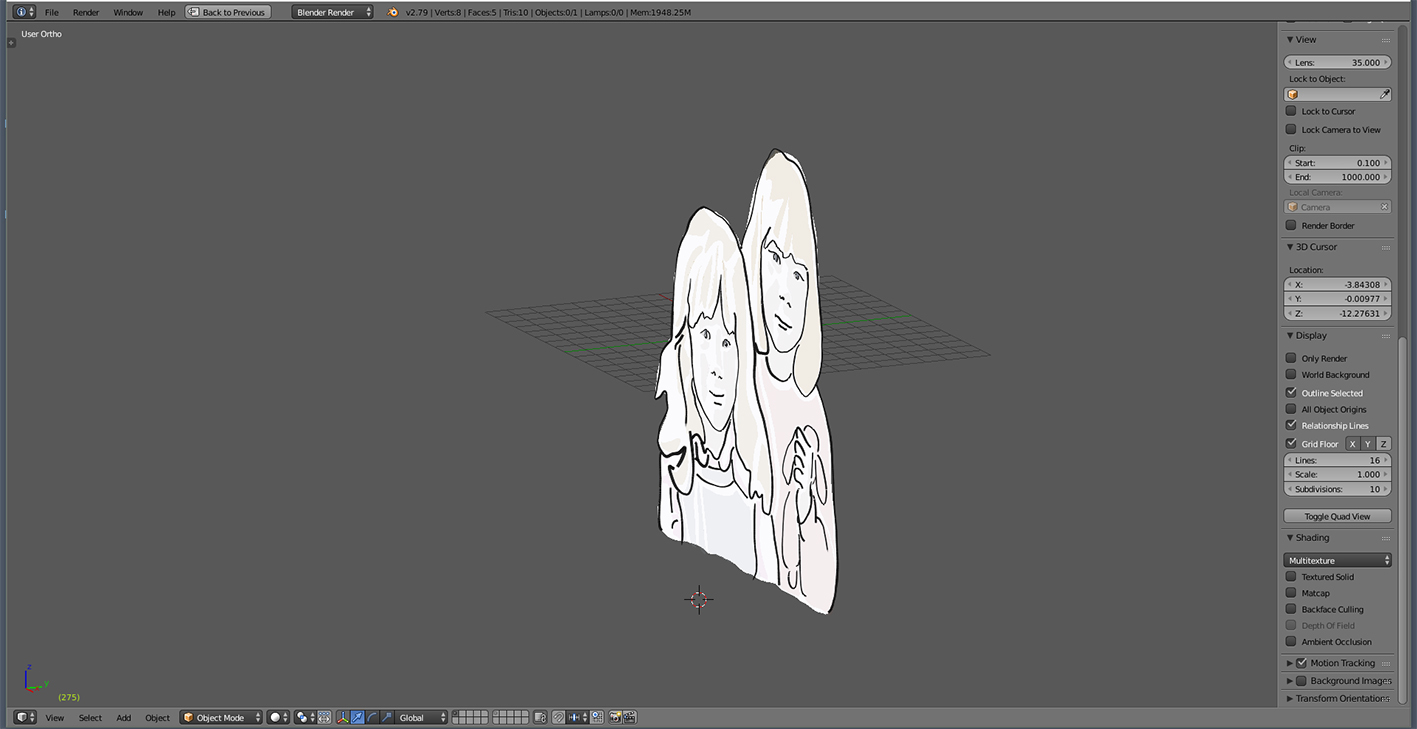 File Render Window Help Back to Previous Blender Render v2.79 | Verts:8 | Faces:5 | Tris:10 | Objects:0/1 | Lamps:0/0 | Mem:1948.25M
User Ortho
View
Lens: 35.000
Lock to Object:
Lock to Cursor
Lock Camera to View
Clip:
Start: 0.100
End: 1000.000
Local Camera:
Camera
Render Border
3D Cursor
Location:
X: -3.84308
Y: -0.00977
Z: -12.27631
Display
Only Render
World Background
Outline Selected
All Object Origins
Relationship Lines
Grid Floor X Y Z
Lines: 16
Scale: 1.000
Subdivisions: 10
Toggle Quad View
Shading
Multitexture
Textured Solid
Matcap
Backface Culling
Depth Of Field
Ambient Occlusion
Motion Tracking
Background Images
Transform Orientations
z
y
(275)
View Select Add Object Object Mode Global